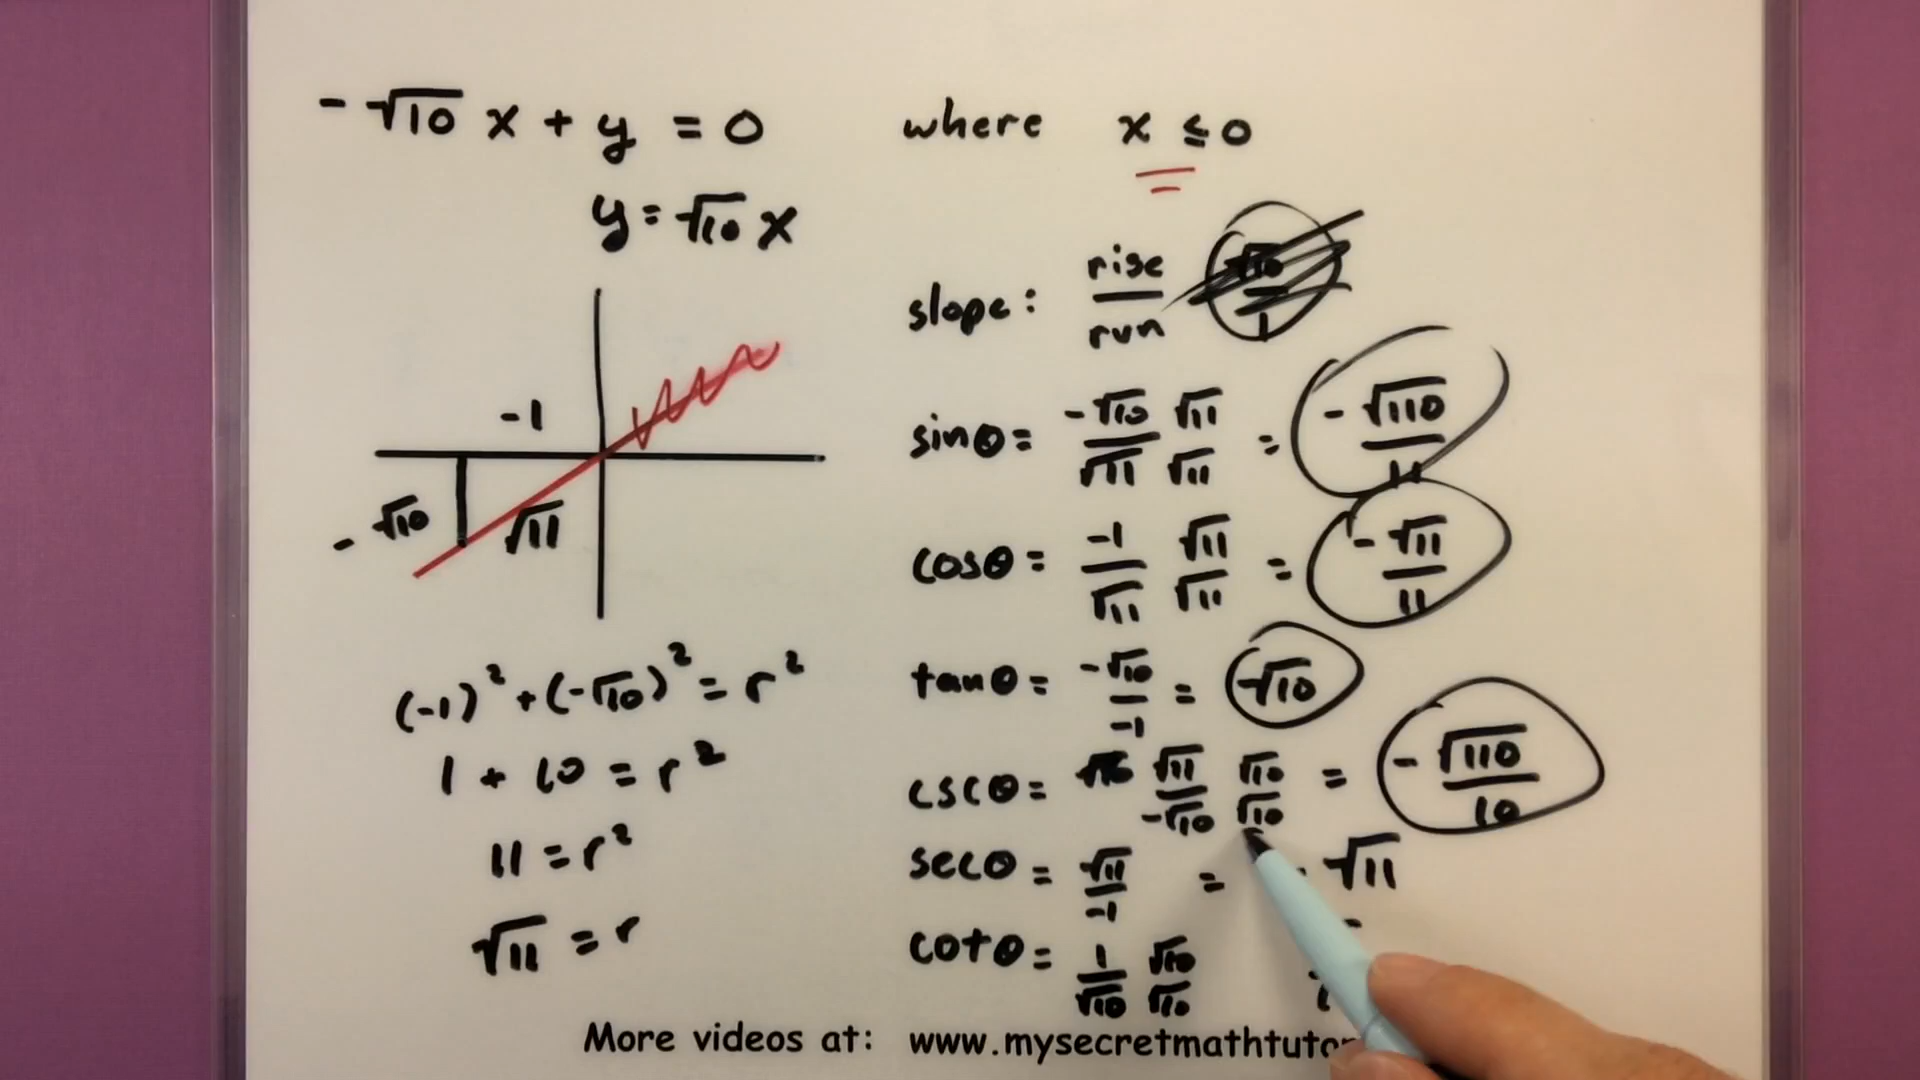 -√10 x + y = 0 where x ≤ 0
y = √10 x
slope: rise/run √10/1
-1
-√10 √11
sinθ = -√10/√11 √11/√11 = -√110/11
cosθ = -1/√11 √11/√11 = -√11/11
(-1)² + (-√10)² = r²
tanθ = -√10/-1 = √10
1 + 10 = r²
cscθ = √11/-√10 √10/√10 = -√110/10
11 = r²
secθ = √11/-1 = √11
√11 = r
cotθ = 1/√10 √10/√10
More videos at: www.mysecretmathtutor